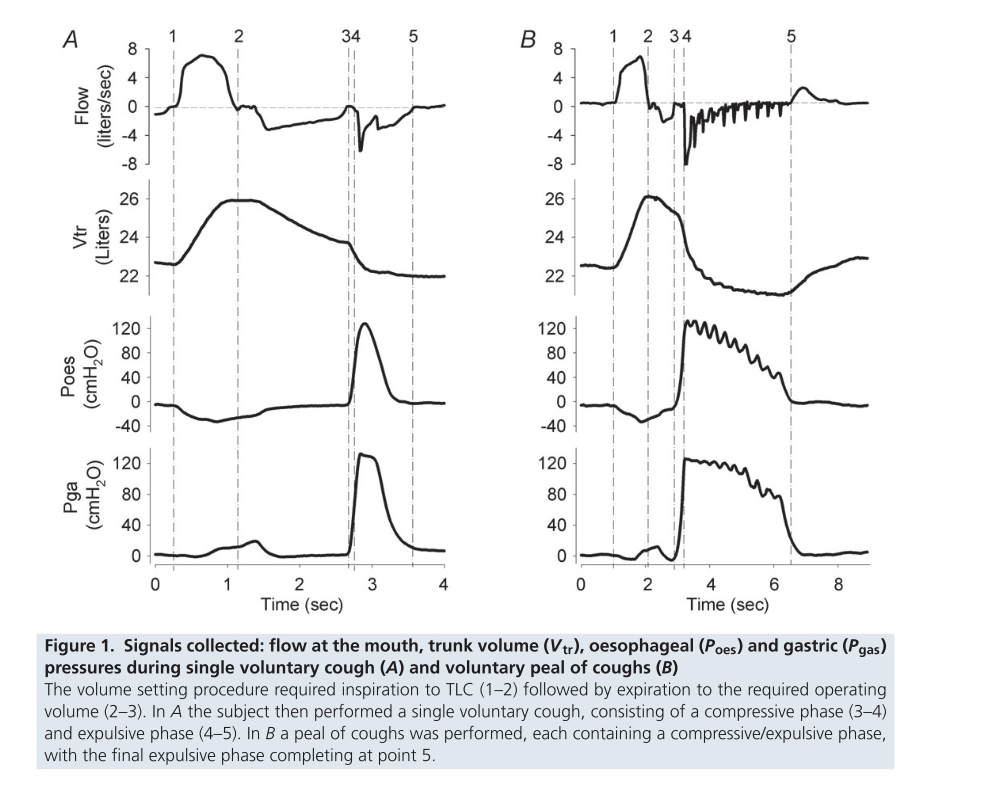 A
1 2 34 5
8
4
0
-4
-8
Flow
(liters/sec)
26
24
22
Vtr
(Liters)
120
80
40
0
-40
Poes
(cmH2O)
120
80
40
0
Pga
(cmH2O)
0 1 2 3 4
Time (sec)
B
1 2 3 4 5
8
4
0
-4
-8
26
24
22
120
80
40
0
-40
120
80
40
0
0 2 4 6 8
Time (sec)
Figure 1. Signals collected: flow at the mouth, trunk volume (Vtr), oesophageal (Poes) and gastric (Pgas)
pressures during single voluntary cough (A) and voluntary peal of coughs (B)
The volume setting procedure required inspiration to TLC (1–2) followed by expiration to the required operating
volume (2–3). In A the subject then performed a single voluntary cough, consisting of a compressive phase (3–4)
and expulsive phase (4–5). In B a peal of coughs was performed, each containing a compressive/expulsive phase,
with the final expulsive phase completing at point 5.